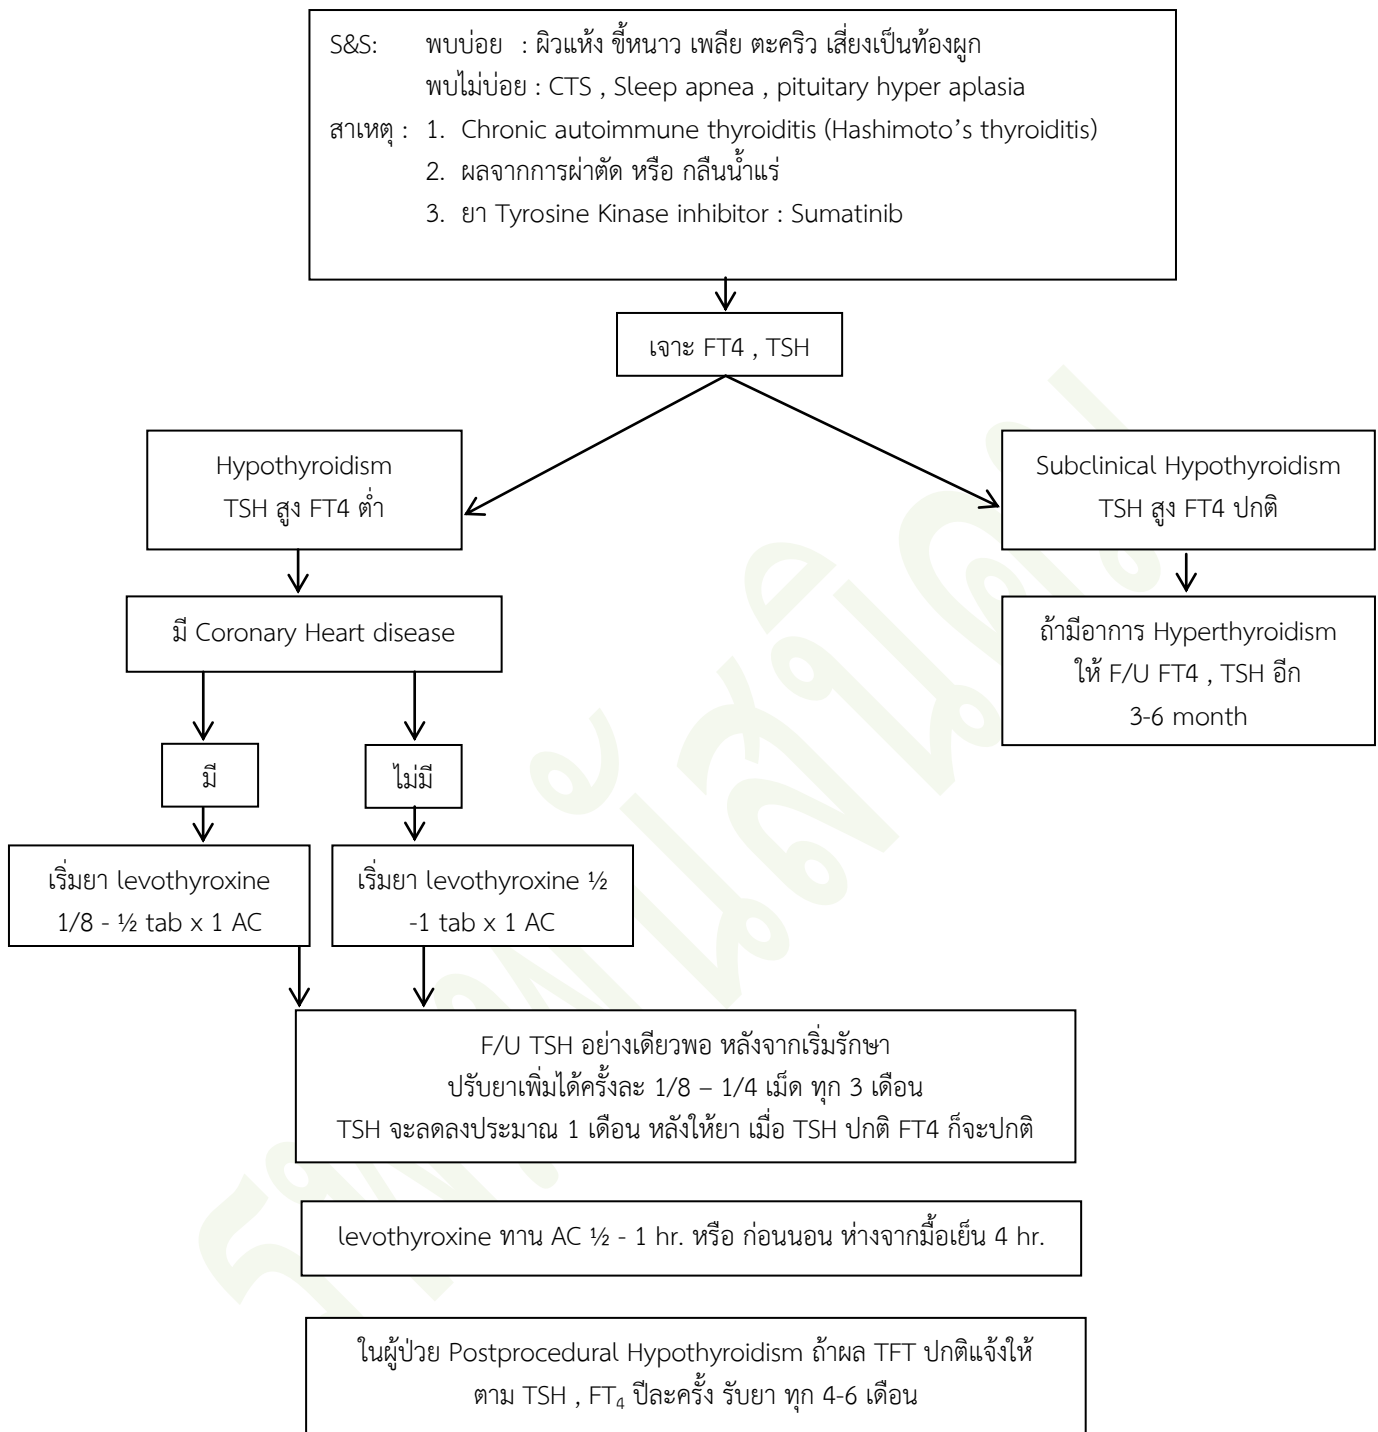 S&S: พบบ่อย : ผิวแห้ง ขี้หนาว เพลีย ตะคริว เสี่ยงเป็นท้องผูก
พบไม่บ่อย : CTS , Sleep apnea , pituitary hyper aplasia
สาเหตุ : 1. Chronic autoimmune thyroiditis (Hashimoto’s thyroiditis)
2. ผลจากการผ่าตัด หรือ กลืนน้ำแร่
3. ยา Tyrosine Kinase inhibitor : Sumatinib
เจาะ FT4 , TSH
Hypothyroidism
TSH สูง FT4 ต่ำ
Subclinical Hypothyroidism
TSH สูง FT4 ปกติ
มี Coronary Heart disease
ถ้ามีอาการ Hyperthyroidism
ให้ F/U FT4 , TSH อีก
3-6 month
มี
ไม่มี
เริ่มยา levothyroxine
1/8 - ½ tab x 1 AC
เริ่มยา levothyroxine ½
-1 tab x 1 AC
F/U TSH อย่างเดียวพอ หลังจากเริ่มรักษา
ปรับยาเพิ่มได้ครั้งละ 1/8 – 1/4 เม็ด ทุก 3 เดือน
TSH จะลดลงประมาณ 1 เดือน หลังให้ยา เมื่อ TSH ปกติ FT4 ก็จะปกติ
levothyroxine ทาน AC ½ - 1 hr. หรือ ก่อนนอน ห่างจากมื้อเย็น 4 hr.
ในผู้ป่วย Postprocedural Hypothyroidism ถ้าผล TFT ปกติแจ้งให้
ตาม TSH , FT₄ ปีละครั้ง รับยา ทุก 4-6 เดือน